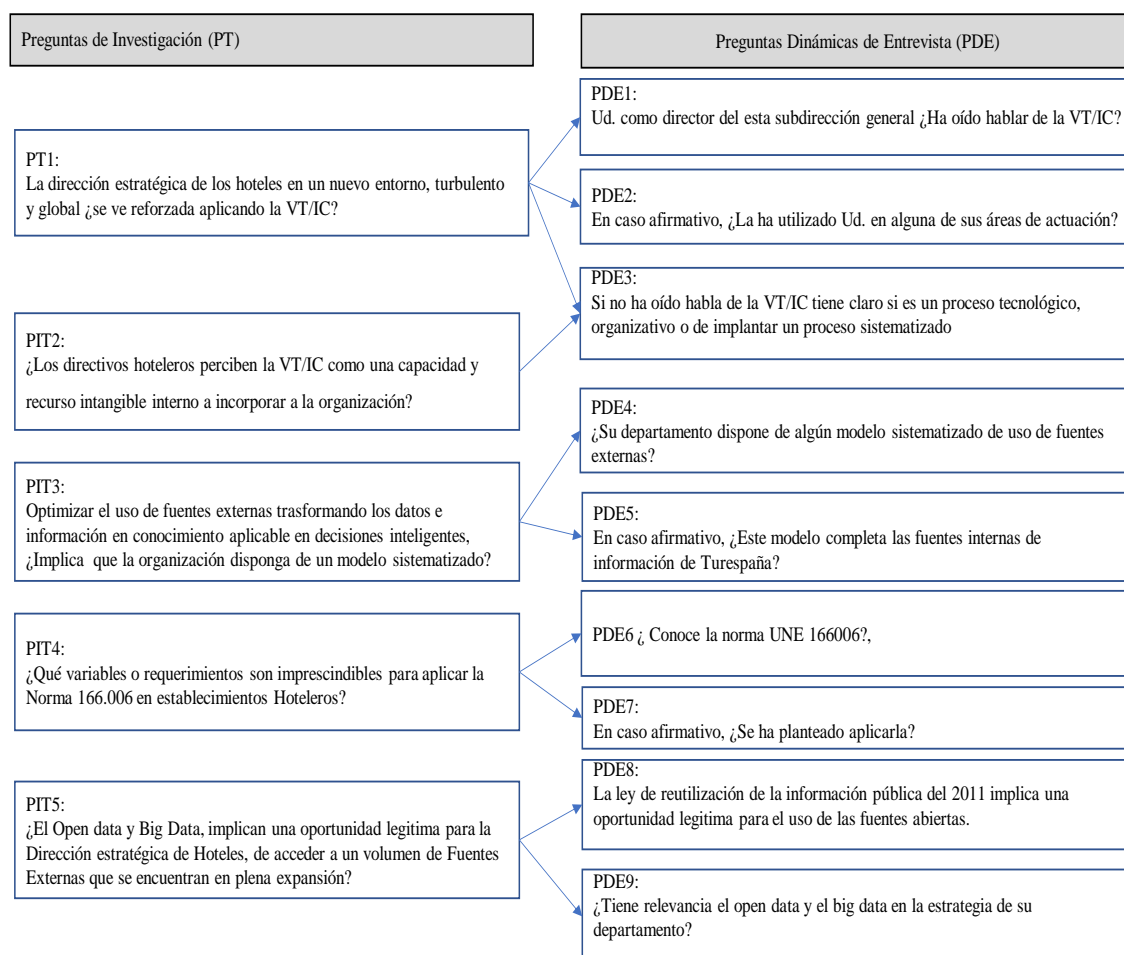 Preguntas de Investigación (PT)
PT1:
La dirección estratégica de los hoteles en un nuevo entorno, turbulento
y global ¿se ve reforzada aplicando la VT/IC?
PIT2:
¿Los directivos hoteleros perciben la VT/IC como una capacidad y
recurso intangible interno a incorporar a la organización?
PIT3:
Optimizar el uso de fuentes externas trasformando los datos e
información en conocimiento aplicable en decisiones inteligentes,
¿Implica que la organización disponga de un modelo sistematizado?
PIT4:
¿Qué variables o requerimientos son imprescindibles para aplicar la
Norma 166.006 en establecimientos Hoteleros?
PIT5:
¿El Open data y Big Data, implican una oportunidad legitima para la
Dirección estratégica de Hoteles, de acceder a un volumen de Fuentes
Externas que se encuentran en plena expansión?
Preguntas Dinámicas de Entrevista (PDE)
PDE1:
Ud. como director del esta subdirección general ¿Ha oído hablar de la VT/IC?
PDE2:
En caso afirmativo, ¿La ha utilizado Ud. en alguna de sus áreas de actuación?
PDE3:
Si no ha oído habla de la VT/IC tiene claro si es un proceso tecnológico,
organizativo o de implantar un proceso sistematizado
PDE4:
¿Su departamento dispone de algún modelo sistematizado de uso de fuentes
externas?
PDE5:
En caso afirmativo, ¿Este modelo completa las fuentes internas de
información de Turespaña?
PDE6 ¿ Conoce la norma UNE 166006?,
PDE7:
En caso afirmativo, ¿Se ha planteado aplicarla?
PDE8:
La ley de reutilización de la información pública del 2011 implica una
oportunidad legitima para el uso de las fuentes abiertas.
PDE9:
¿Tiene relevancia el open data y el big data en la estrategia de su
departamento?